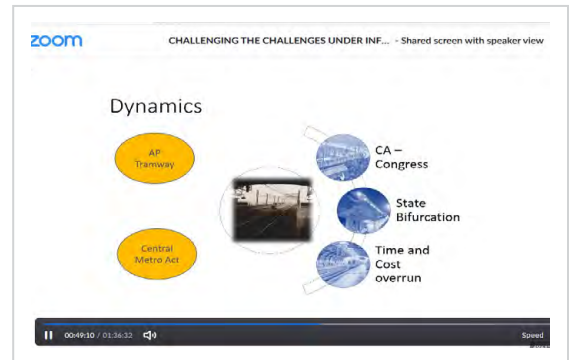 zoom
CHALLENGING THE CHALLENGES UNDER INF... - Shared screen with speaker view
Dynamics
AP
Tramway
Central
Metro Act
CA –
Congress
State
Bifurcation
Time and
Cost
overrun
00:49:10 / 01:36:32
Speed